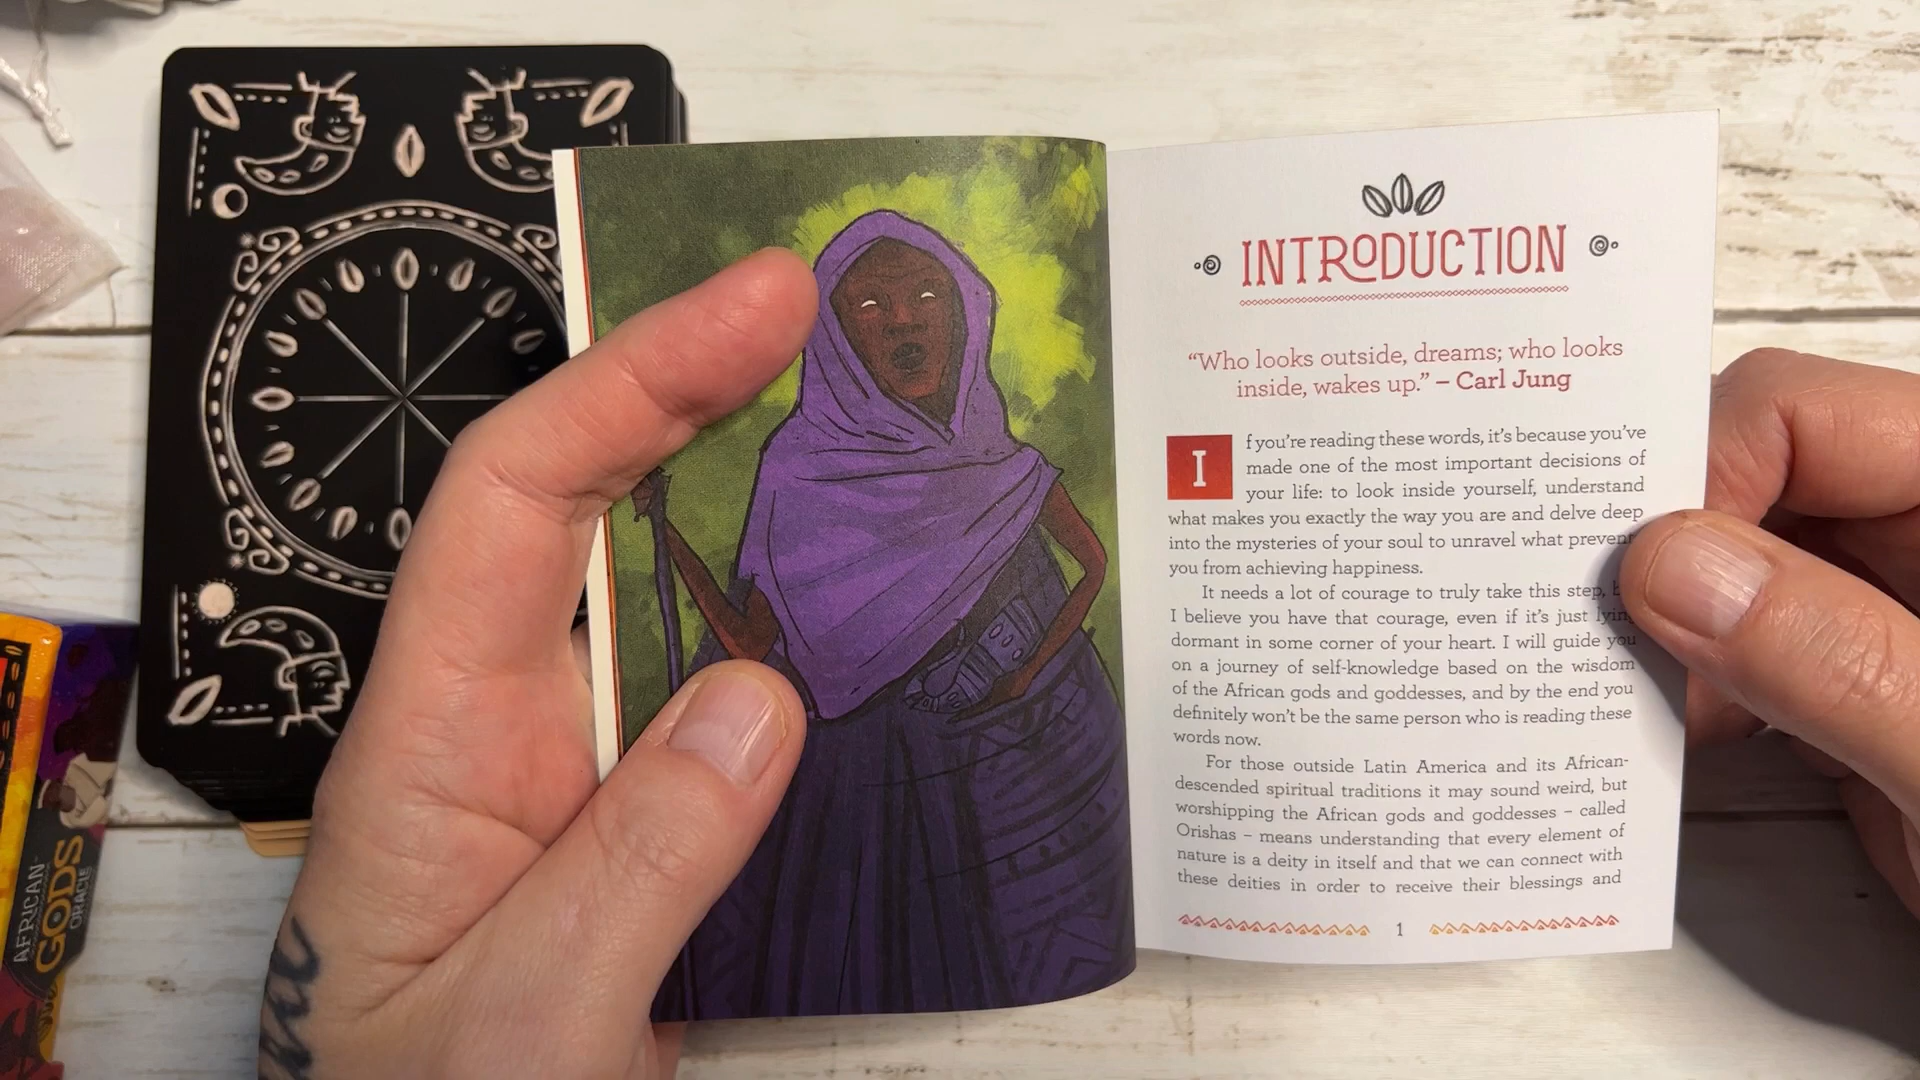 AFRICAN
GODS
ORACLE
INTRODUCTION
“Who looks outside, dreams; who looks
inside, wakes up.” – Carl Jung
If you’re reading these words, it’s because you’ve
made one of the most important decisions of
your life: to look inside yourself, understand
what makes you exactly the way you are and delve deep
into the mysteries of your soul to unravel what
you from achieving happiness.
It needs a lot of courage to truly take this step,
I believe you have that courage, even if it’s just lying
dormant in some corner of your heart. I will guide you
on a journey of self-knowledge based on the wisdom
of the African gods and goddesses, and by the end you
definitely won’t be the same person who is reading these
words now.
For those outside Latin America and its African-
descended spiritual traditions it may sound weird, but
worshipping the African gods and goddesses – called
Orishas – means understanding that every element of
nature is a deity in itself and that we can connect with
these deities in order to receive their blessings and
1